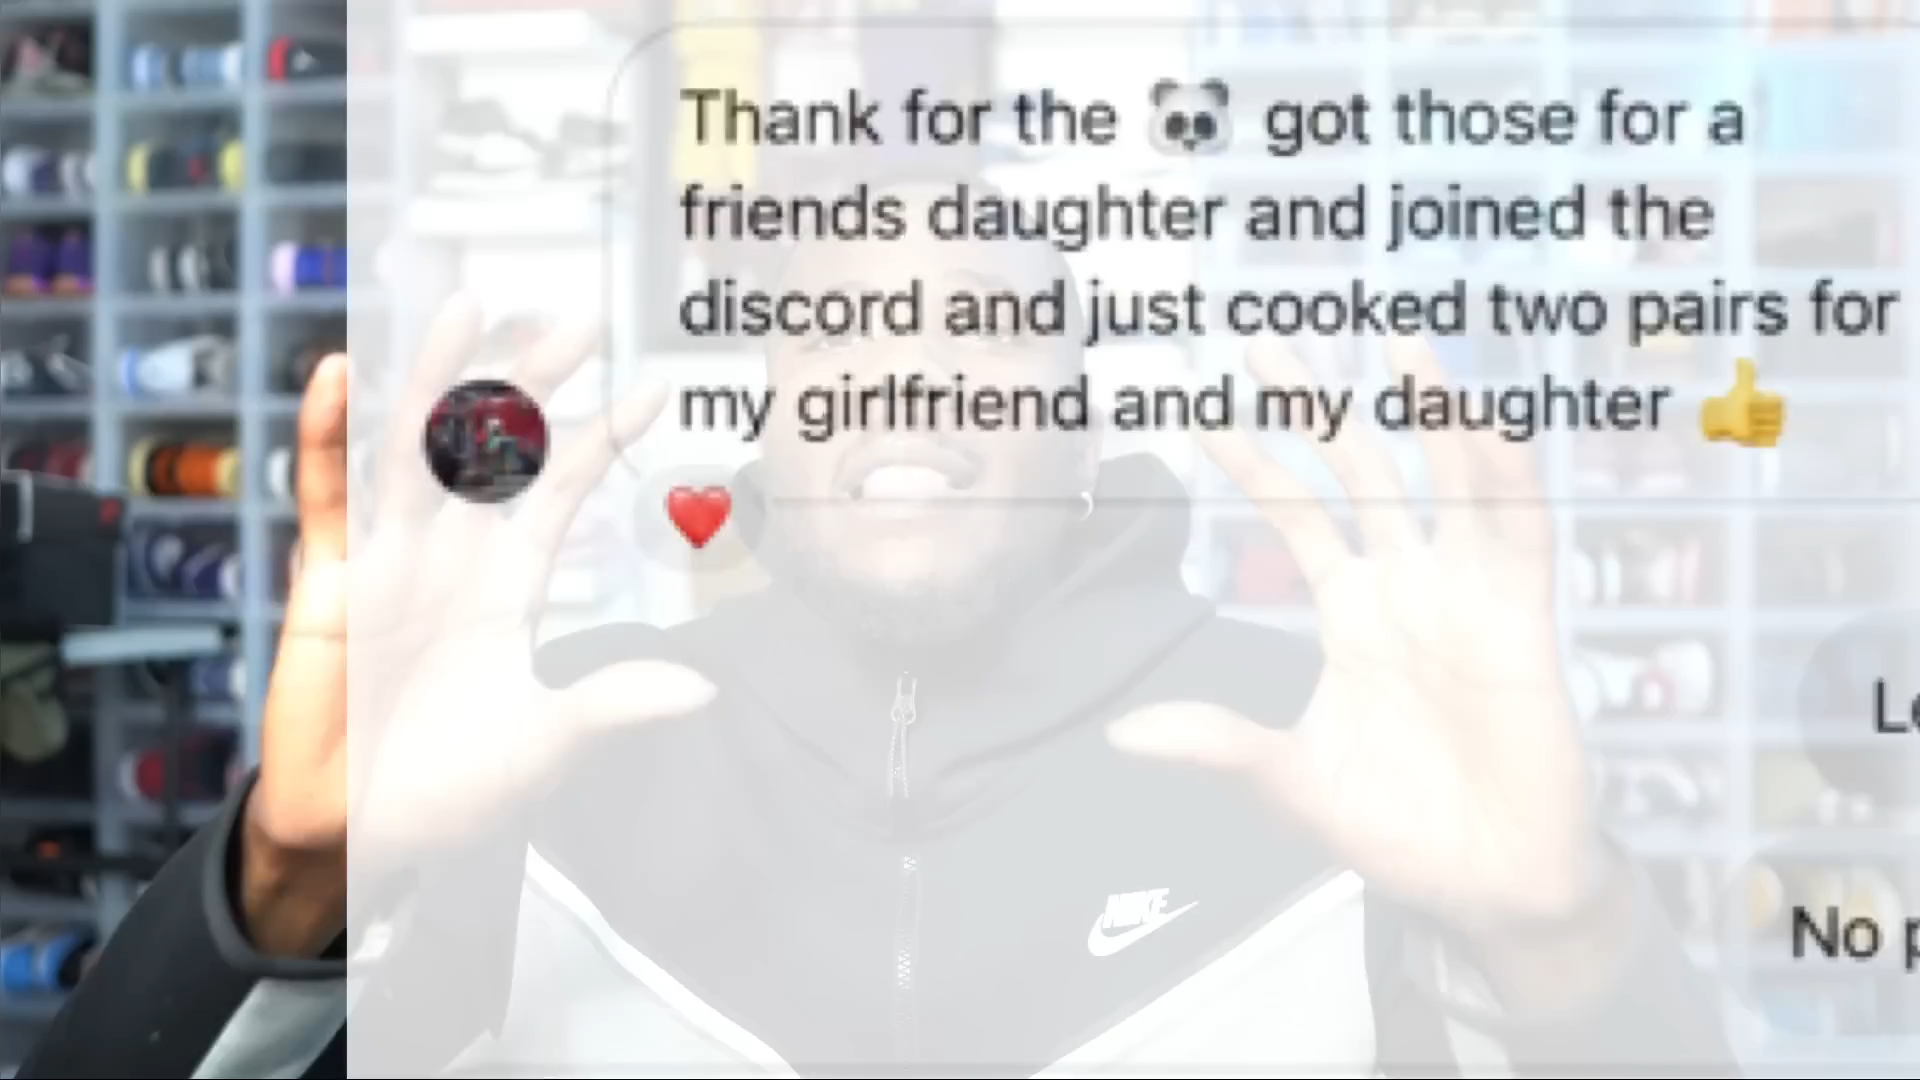 Thank for the 🐼 got those for a
friends daughter and joined the
discord and just cooked two pairs for
my girlfriend and my daughter 👍
❤️
NIKE
No